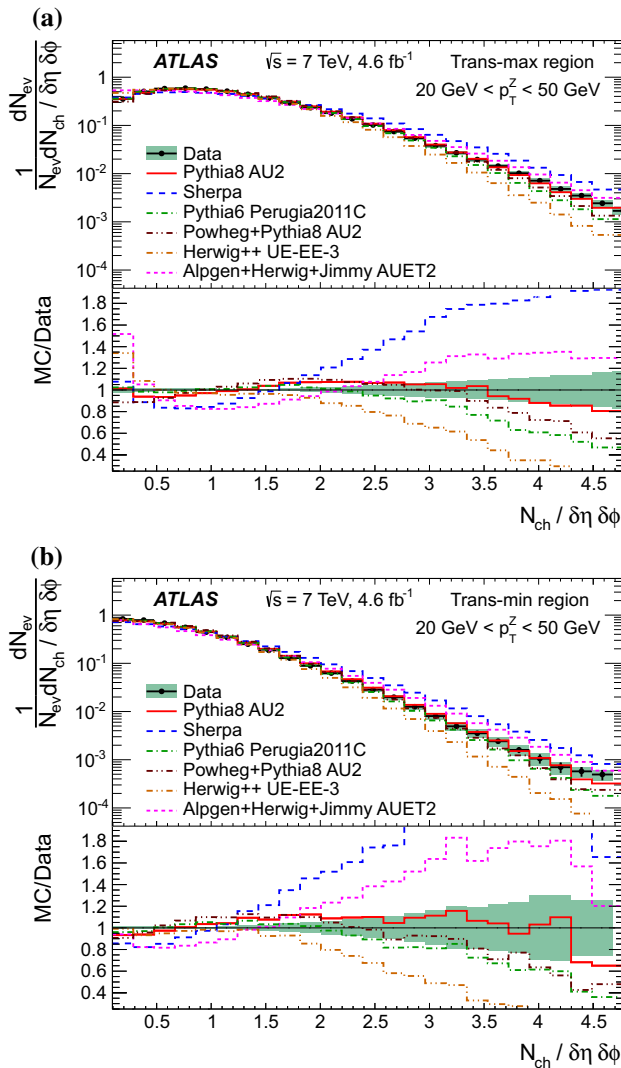 (a)
ATLAS √s = 7 TeV, 4.6 fb⁻¹ Trans-max region
20 GeV < p_T^Z < 50 GeV
1/N_ev dN_ev/dN_ch / δη δϕ
1
10⁻¹
10⁻²
10⁻³
10⁻⁴
Data
Pythia8 AU2
Sherpa
Pythia6 Perugia2011C
Powheg+Pythia8 AU2
Herwig++ UE-EE-3
Alpgen+Herwig+Jimmy AUET2
MC/Data
1.8
1.6
1.4
1.2
1
0.8
0.6
0.4
0.5 1 1.5 2 2.5 3 3.5 4 4.5
N_ch / δη δϕ
(b)
ATLAS √s = 7 TeV, 4.6 fb⁻¹ Trans-min region
20 GeV < p_T^Z < 50 GeV
1/N_ev dN_ev/dN_ch / δη δϕ
1
10⁻¹
10⁻²
10⁻³
10⁻⁴
Data
Pythia8 AU2
Sherpa
Pythia6 Perugia2011C
Powheg+Pythia8 AU2
Herwig++ UE-EE-3
Alpgen+Herwig+Jimmy AUET2
MC/Data
1.8
1.6
1.4
1.2
1
0.8
0.6
0.4
0.5 1 1.5 2 2.5 3 3.5 4 4.5
N_ch / δη δϕ